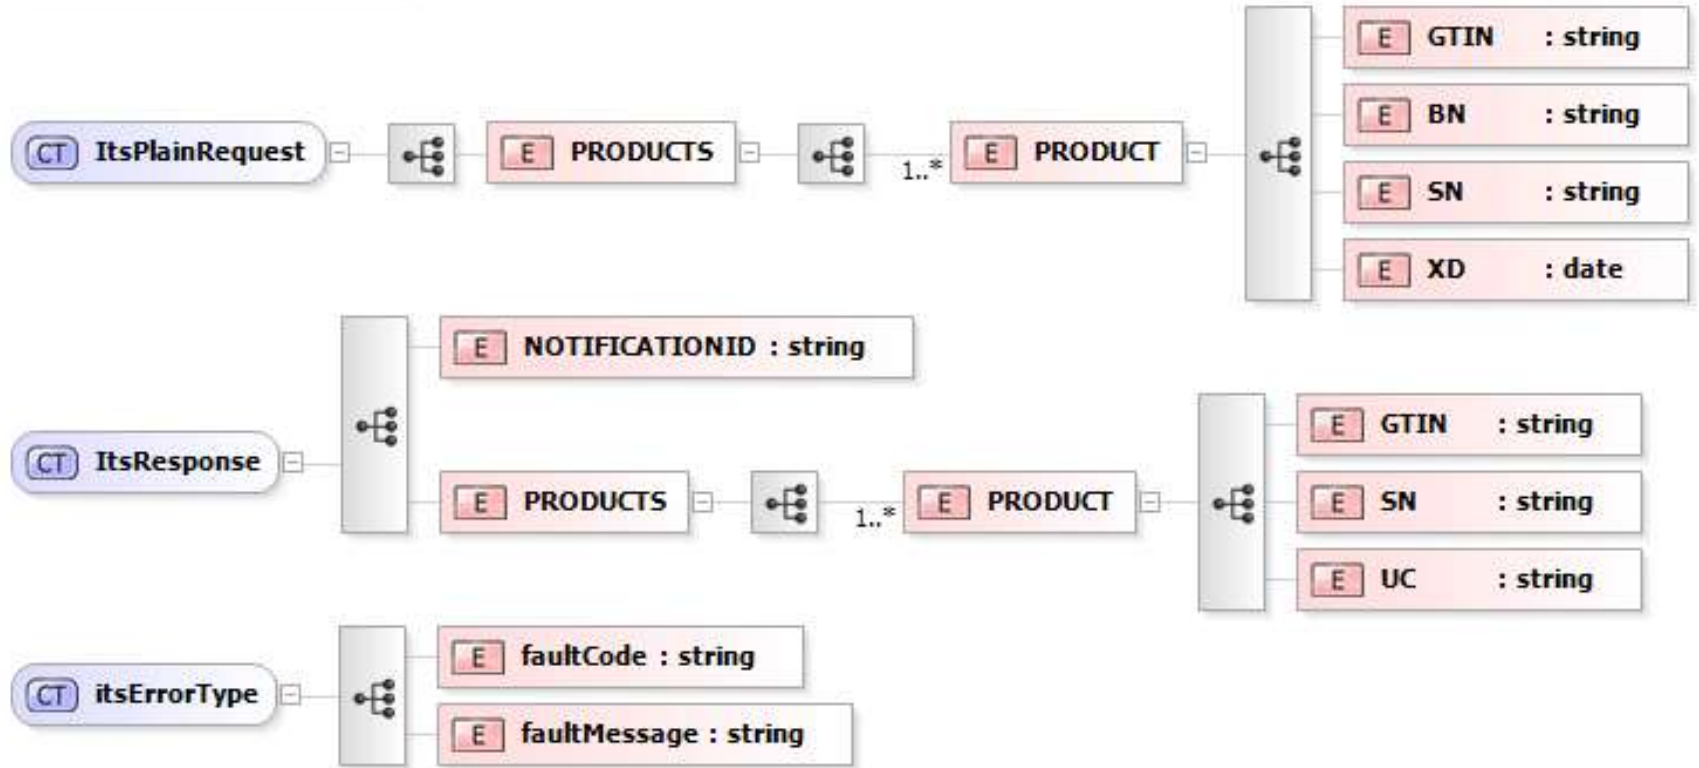 E GTIN : string
E BN : string
CT ItsPlainRequest E PRODUCTS 1..* E PRODUCT
E SN : string
E XD : date
E NOTIFICATIONID : string
E GTIN : string
CT ItsResponse
E PRODUCTS 1..* E PRODUCT E SN : string
E UC : string
E faultCode : string
CT itsErrorType
E faultMessage : string